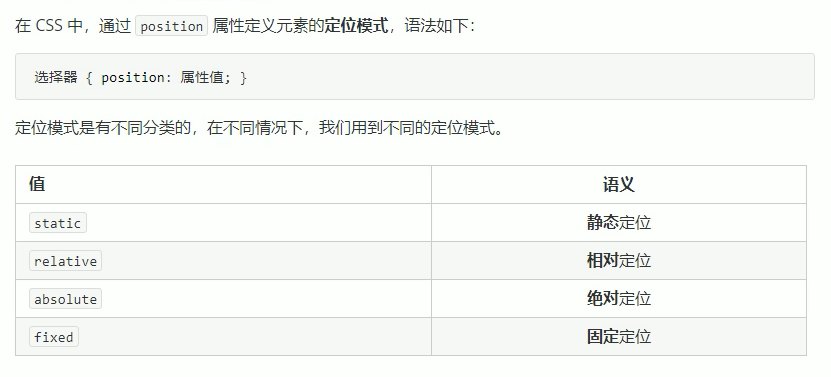 在 CSS 中，通过 position 属性定义元素的定位模式，语法如下：
选择器 { position: 属性值; }
定位模式是有不同分类的，在不同情况下，我们用到不同的定位模式。
值 语义
static 静态定位
relative 相对定位
absolute 绝对定位
fixed 固定定位